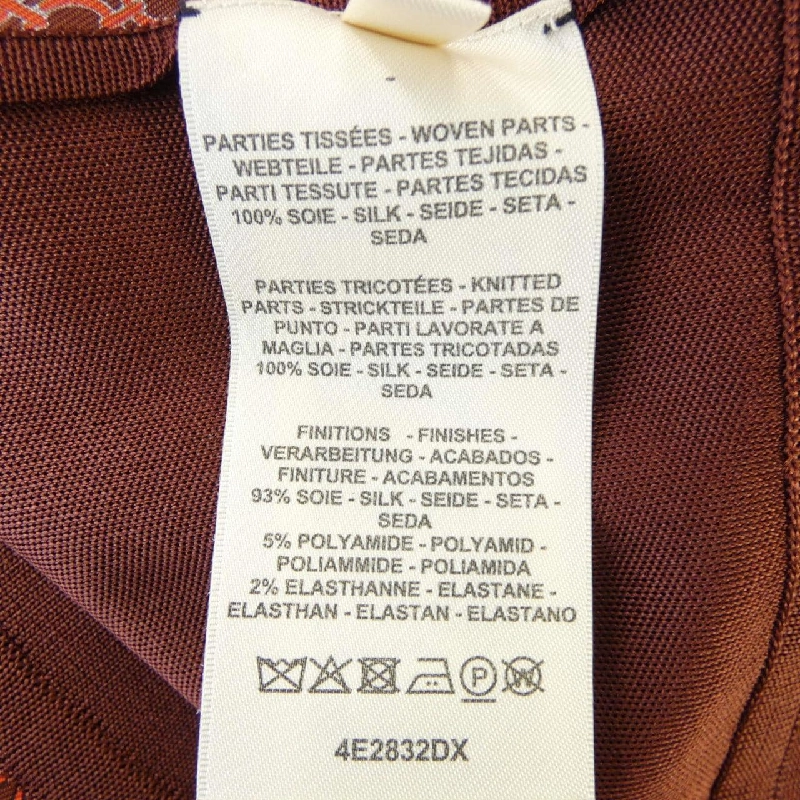 PARTIES TISSÉES - WOVEN PARTS -
WEBTEILE - PARTES TEJIDAS -
PARTI TESSUTE - PARTES TECIDAS
100% SOIE - SILK - SEIDE - SETA -
SEDA
PARTIES TRICOTÉES - KNITTED
PARTS - STRICKTEILE - PARTES DE
PUNTO - PARTI LAVORATE A
MAGLIA - PARTES TRICOTADAS
100% SOIE - SILK - SEIDE - SETA -
SEDA
FINITIONS - FINISHES -
VERARBEITUNG - ACABADOS -
FINITURE - ACABAMENTOS
93% SOIE - SILK - SEIDE - SETA -
SEDA
5% POLYAMIDE - POLYAMID -
POLIAMMIDE - POLIAMIDA
2% ELASTHANNE - ELASTANE -
ELASTHAN - ELASTAN - ELASTANO
P W
4E2832DX